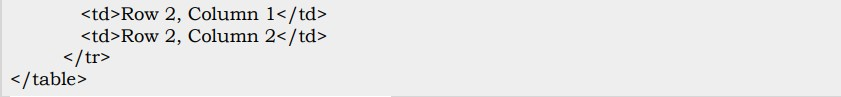 <td>Row 2, Column 1</td>
<td>Row 2, Column 2</td>
</tr>
</table>